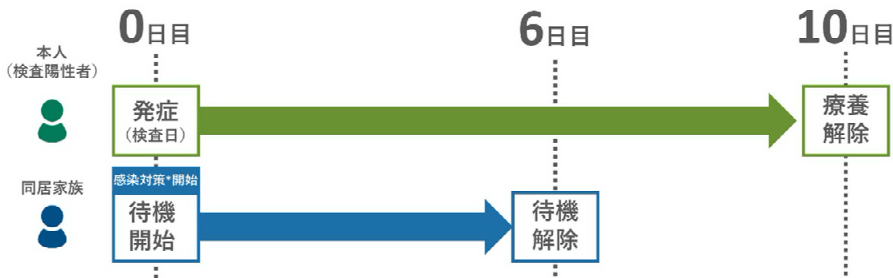 0日目
6日目
10日目
本人
（検査陽性者）
発症
（検査日）
療養
解除
感染対策*開始
同居家族
待機
開始
待機
解除